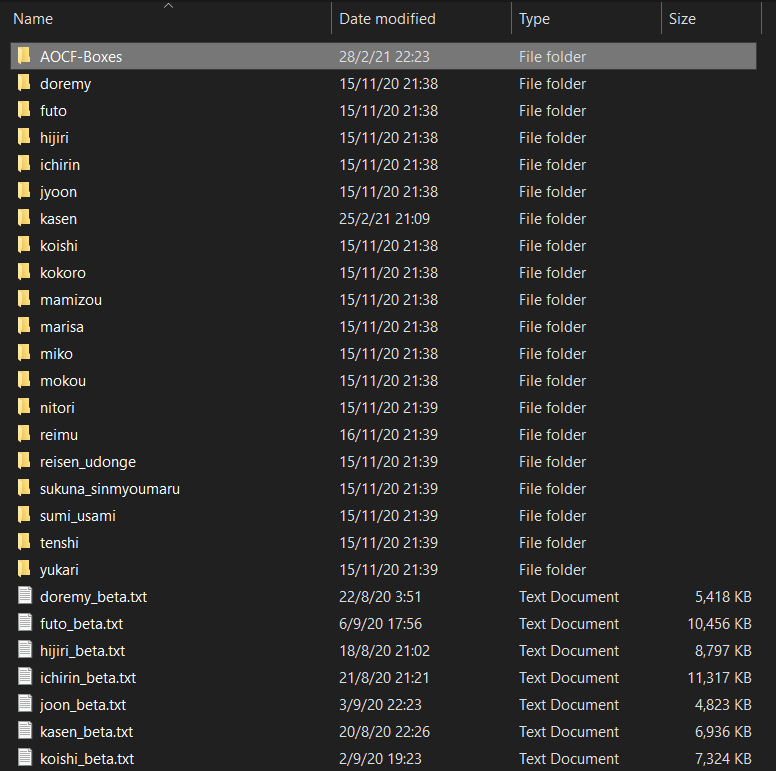 Name Date modified Type Size
AOCF-Boxes 28/2/21 22:23 File folder
doremy 15/11/20 21:38 File folder
futo 15/11/20 21:38 File folder
hijiri 15/11/20 21:38 File folder
ichirin 15/11/20 21:38 File folder
jyoon 15/11/20 21:38 File folder
kasen 25/2/21 21:09 File folder
koishi 15/11/20 21:38 File folder
kokoro 15/11/20 21:38 File folder
mamizou 15/11/20 21:38 File folder
marisa 15/11/20 21:38 File folder
miko 15/11/20 21:38 File folder
mokou 15/11/20 21:38 File folder
nitori 15/11/20 21:39 File folder
reimu 16/11/20 21:39 File folder
reisen_udonge 15/11/20 21:39 File folder
sukuna_sinmyoumaru 15/11/20 21:39 File folder
sumi_usami 15/11/20 21:39 File folder
tenshi 15/11/20 21:39 File folder
yukari 15/11/20 21:39 File folder
doremy_beta.txt 22/8/20 3:51 Text Document 5,418 KB
futo_beta.txt 6/9/20 17:56 Text Document 10,456 KB
hijiri_beta.txt 18/8/20 21:02 Text Document 8,797 KB
ichirin_beta.txt 21/8/20 21:21 Text Document 11,317 KB
joon_beta.txt 3/9/20 22:23 Text Document 4,823 KB
kasen_beta.txt 20/8/20 22:26 Text Document 6,936 KB
koishi_beta.txt 2/9/20 19:23 Text Document 7,324 KB